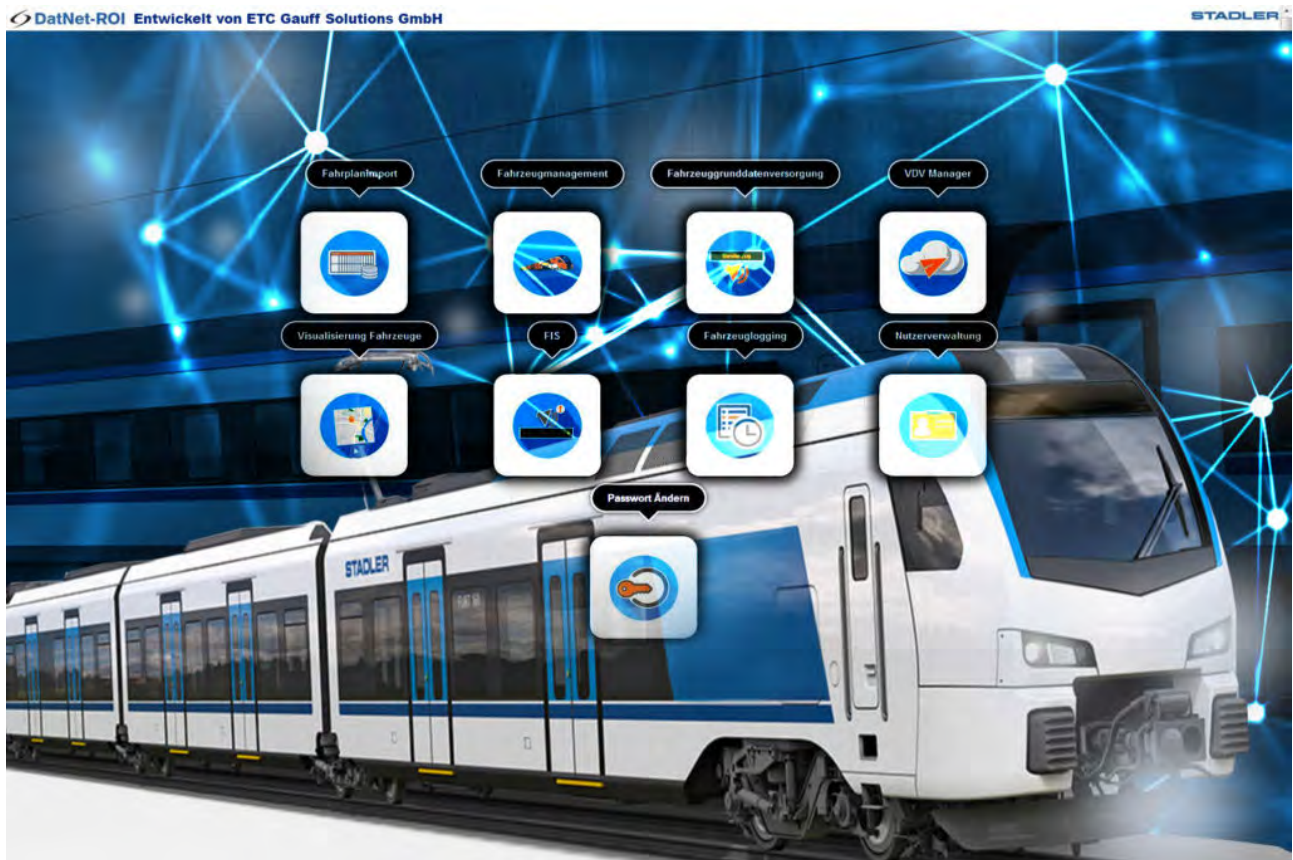 DatNet-ROI Entwickelt von ETC Gauff Solutions GmbH
STADLER
Fahrplanimport
Fahrzeugmanagement
Fahrzeuggrunddatenversorgung
VDV Manager
Visualisierung Fahrzeuge
FIS
Fahrzeuglogging
Nutzerverwaltung
Passwort Ändern
STADLER